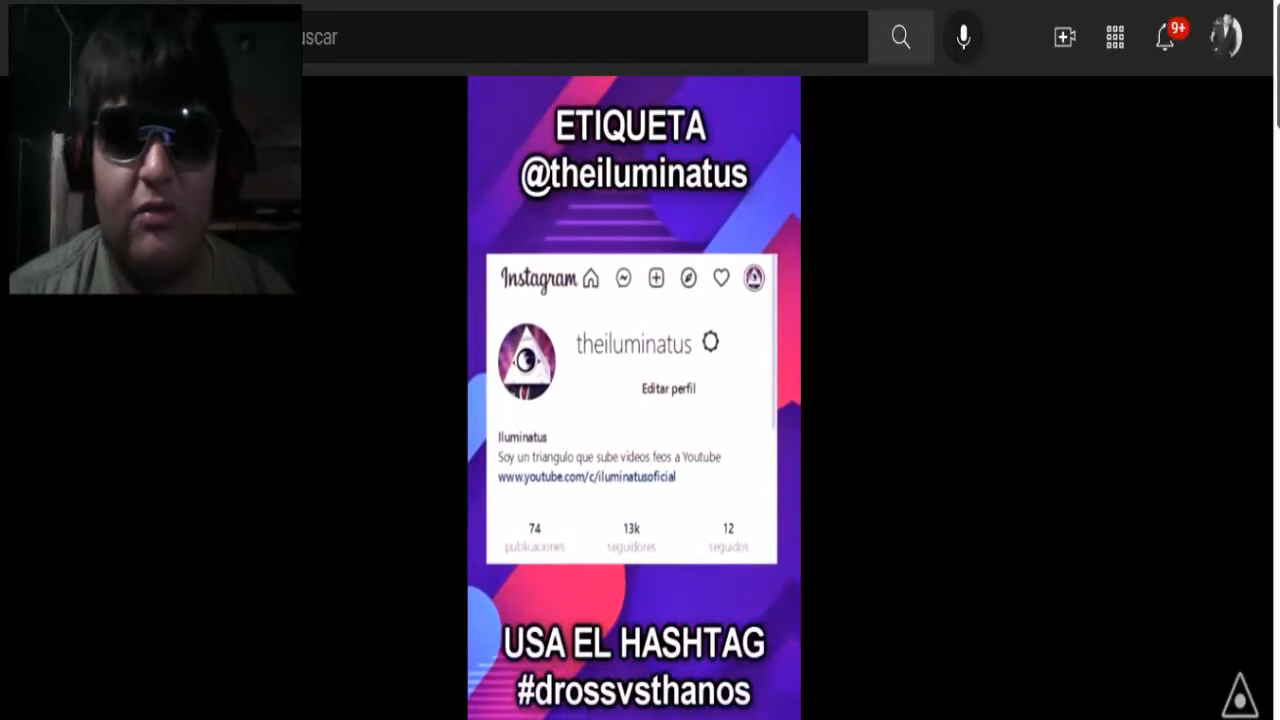 uscar
9+
ETIQUETA
@theiluminatus
Instagram
theiluminatus
Editar perfil
Iluminatus
Soy un triangulo que sube videos feos a Youtube
www.youtube.com/c/iluminatusoficial
74 13k 12
publicaciones seguidores seguidos
USA EL HASHTAG
#drossvsthanos